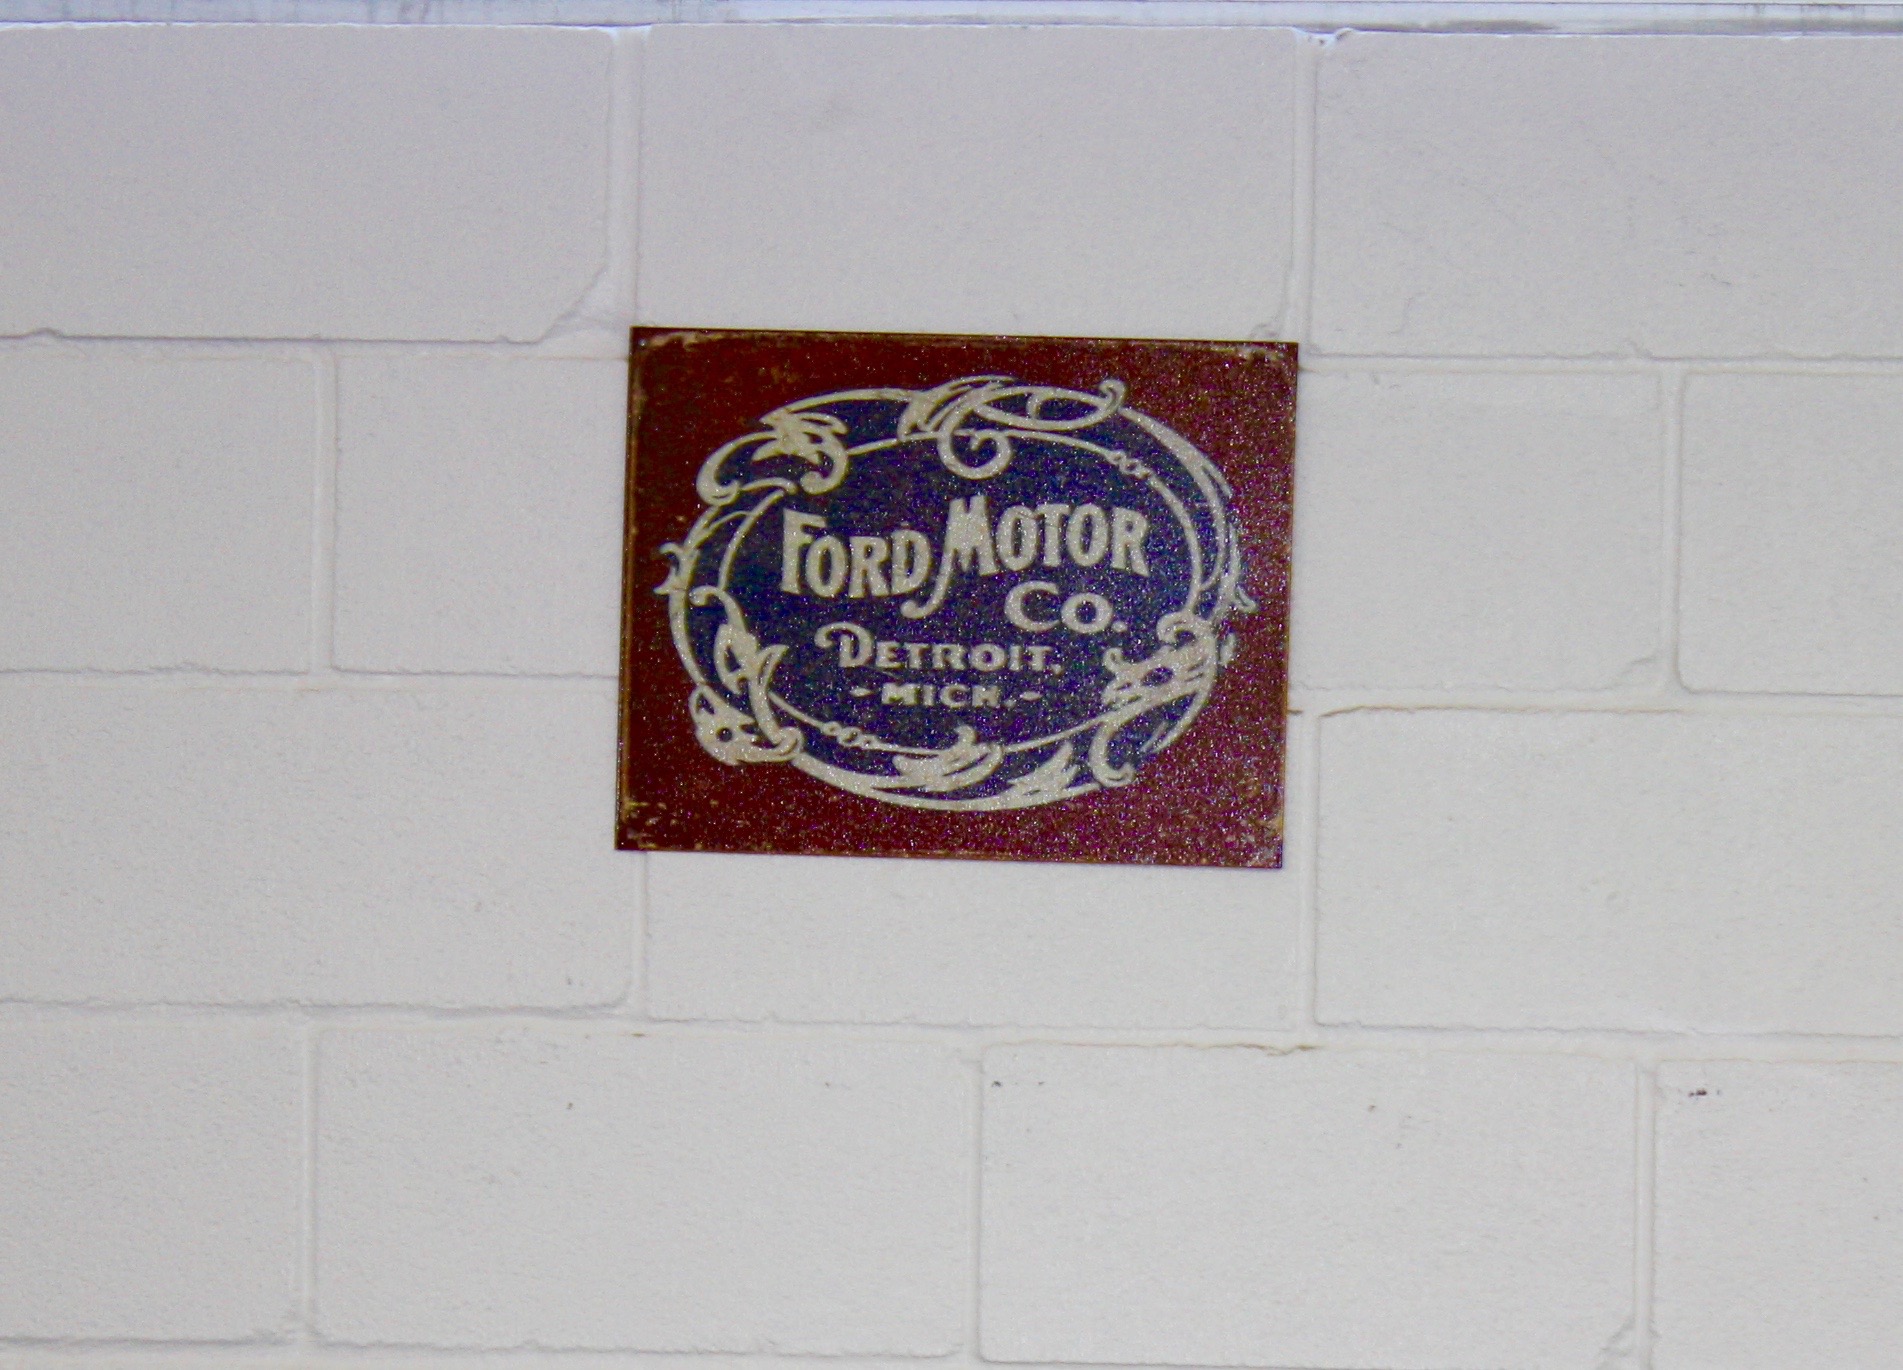 FORD MOTOR
CO.
DETROIT,
- MICH. -